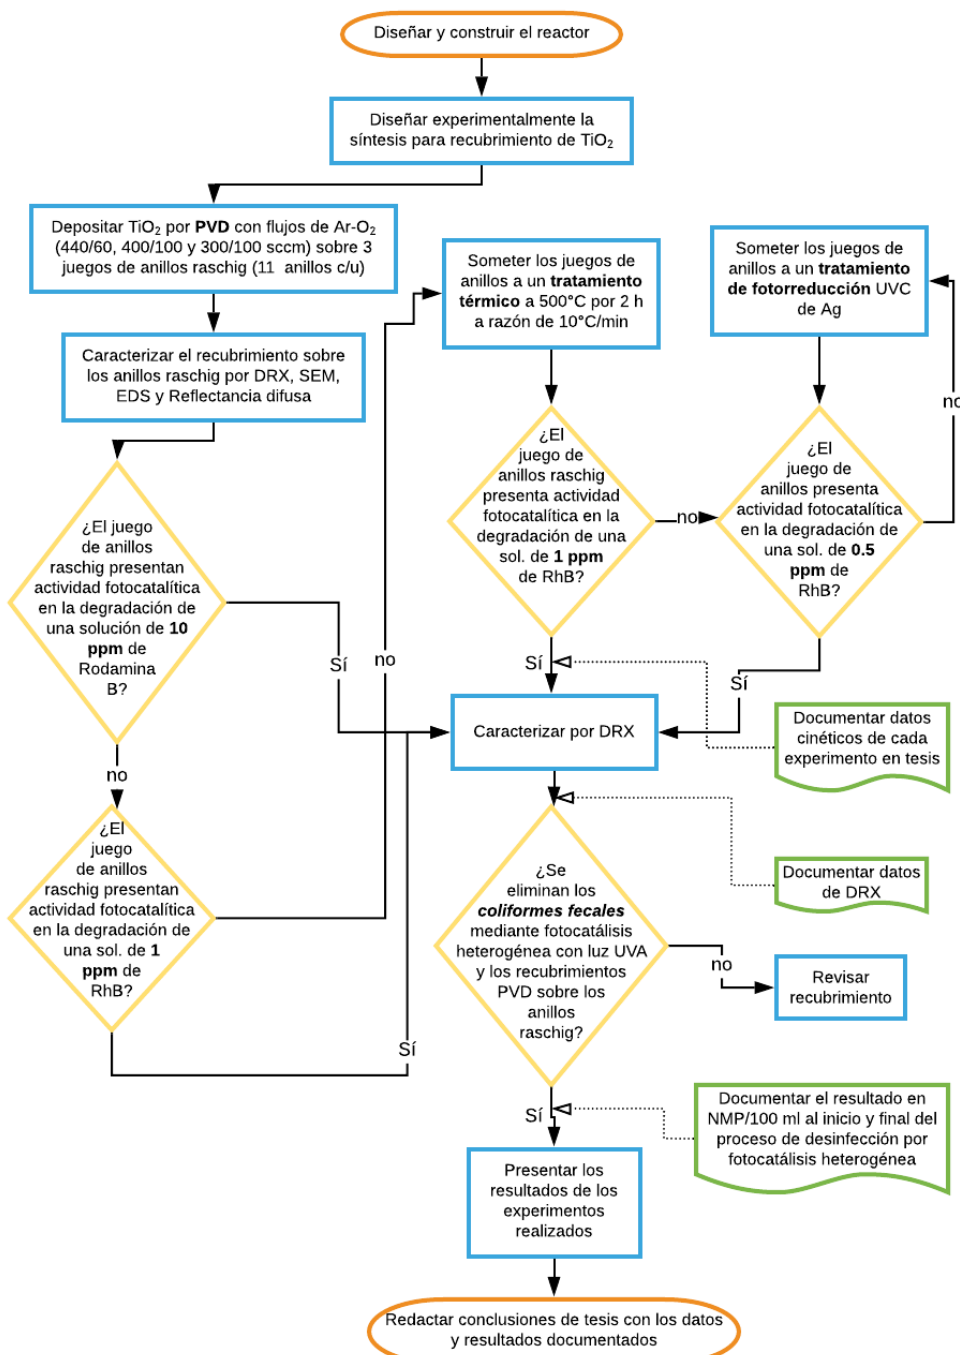 Diseñar y construir el reactor
Diseñar experimentalmente la
síntesis para recubrimiento de TiO₂
Depositar TiO₂ por PVD con flujos de Ar-O₂
(440/60, 400/100 y 300/100 sccm) sobre 3
juegos de anillos raschig (11 anillos c/u)
Caracterizar el recubrimiento sobre
los anillos raschig por DRX, SEM,
EDS y Reflectancia difusa
¿El juego
de anillos
raschig presentan
actividad fotocatalítica
en la degradación de
una solución de 10
ppm de
Rodamina
B?
Sí
no
¿El
juego
de anillos
raschig presentan
actividad fotocatalítica
en la degradación de
una sol. de 1
ppm de
RhB?
Sí
no
Someter los juegos de
anillos a un tratamiento
térmico a 500°C por 2 h
a razón de 10°C/min
¿El
juego de
anillos raschig
presenta actividad
fotocatalítica en la
degradación de una
sol. de 1 ppm
de RhB?
no
Sí
Someter los juegos de
anillos a un tratamiento
de fotorreducción UVC
de Ag
¿El
juego de
anillos presenta
actividad fotocatalítica
en la degradación de
una sol. de 0.5
ppm de
RhB?
no
Sí
Caracterizar por DRX
Documentar datos
cinéticos de cada
experimento en tesis
Documentar datos
de DRX
¿Se
eliminan los
coliformes fecales
mediante fotocatálisis
heterogénea con luz UVA
y los recubrimientos
PVD sobre los
anillos
raschig?
no
Revisar
recubrimiento
Sí
Documentar el resultado en
NMP/100 ml al inicio y final del
proceso de desinfección por
fotocatálisis heterogénea
Presentar los
resultados de los
experimentos
realizados
Redactar conclusiones de tesis con los datos
y resultados documentados